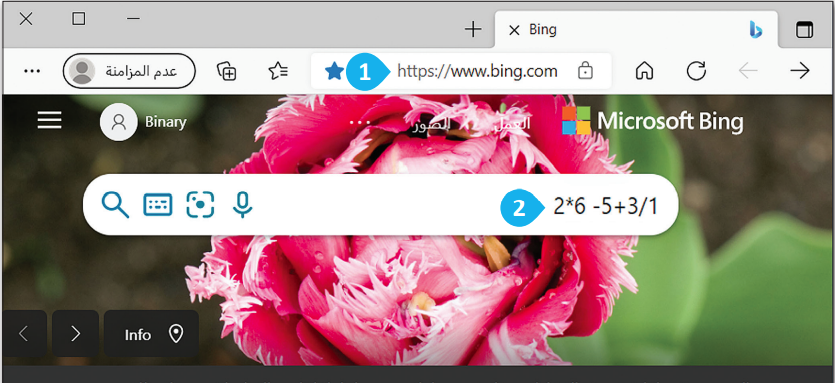 Bing
عدم المزامنة
1
https://www.bing.com
Binary
...
الصور
العمل
Microsoft Bing
2
2*6 -5+3/1
Info